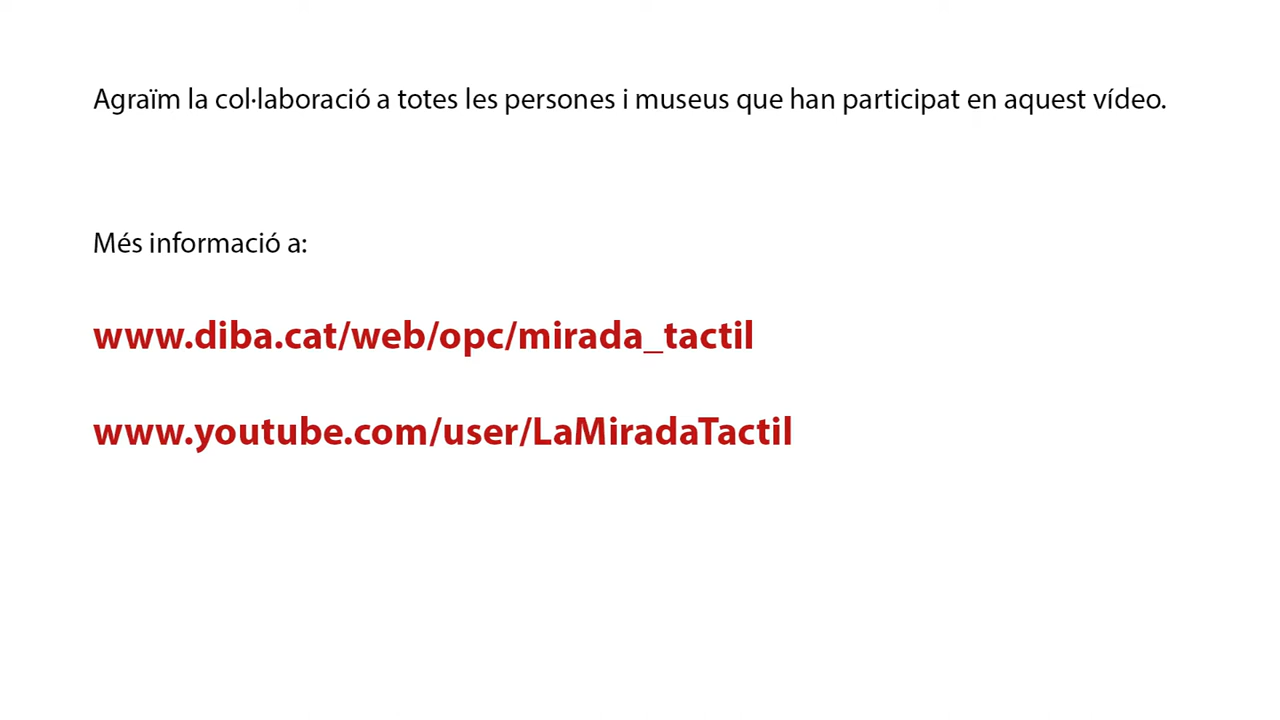 Agraïm la col·laboració a totes les persones i museus que han participat en aquest vídeo.
Més informació a:
www.diba.cat/web/opc/mirada_tactil
www.youtube.com/user/LaMiradaTactil